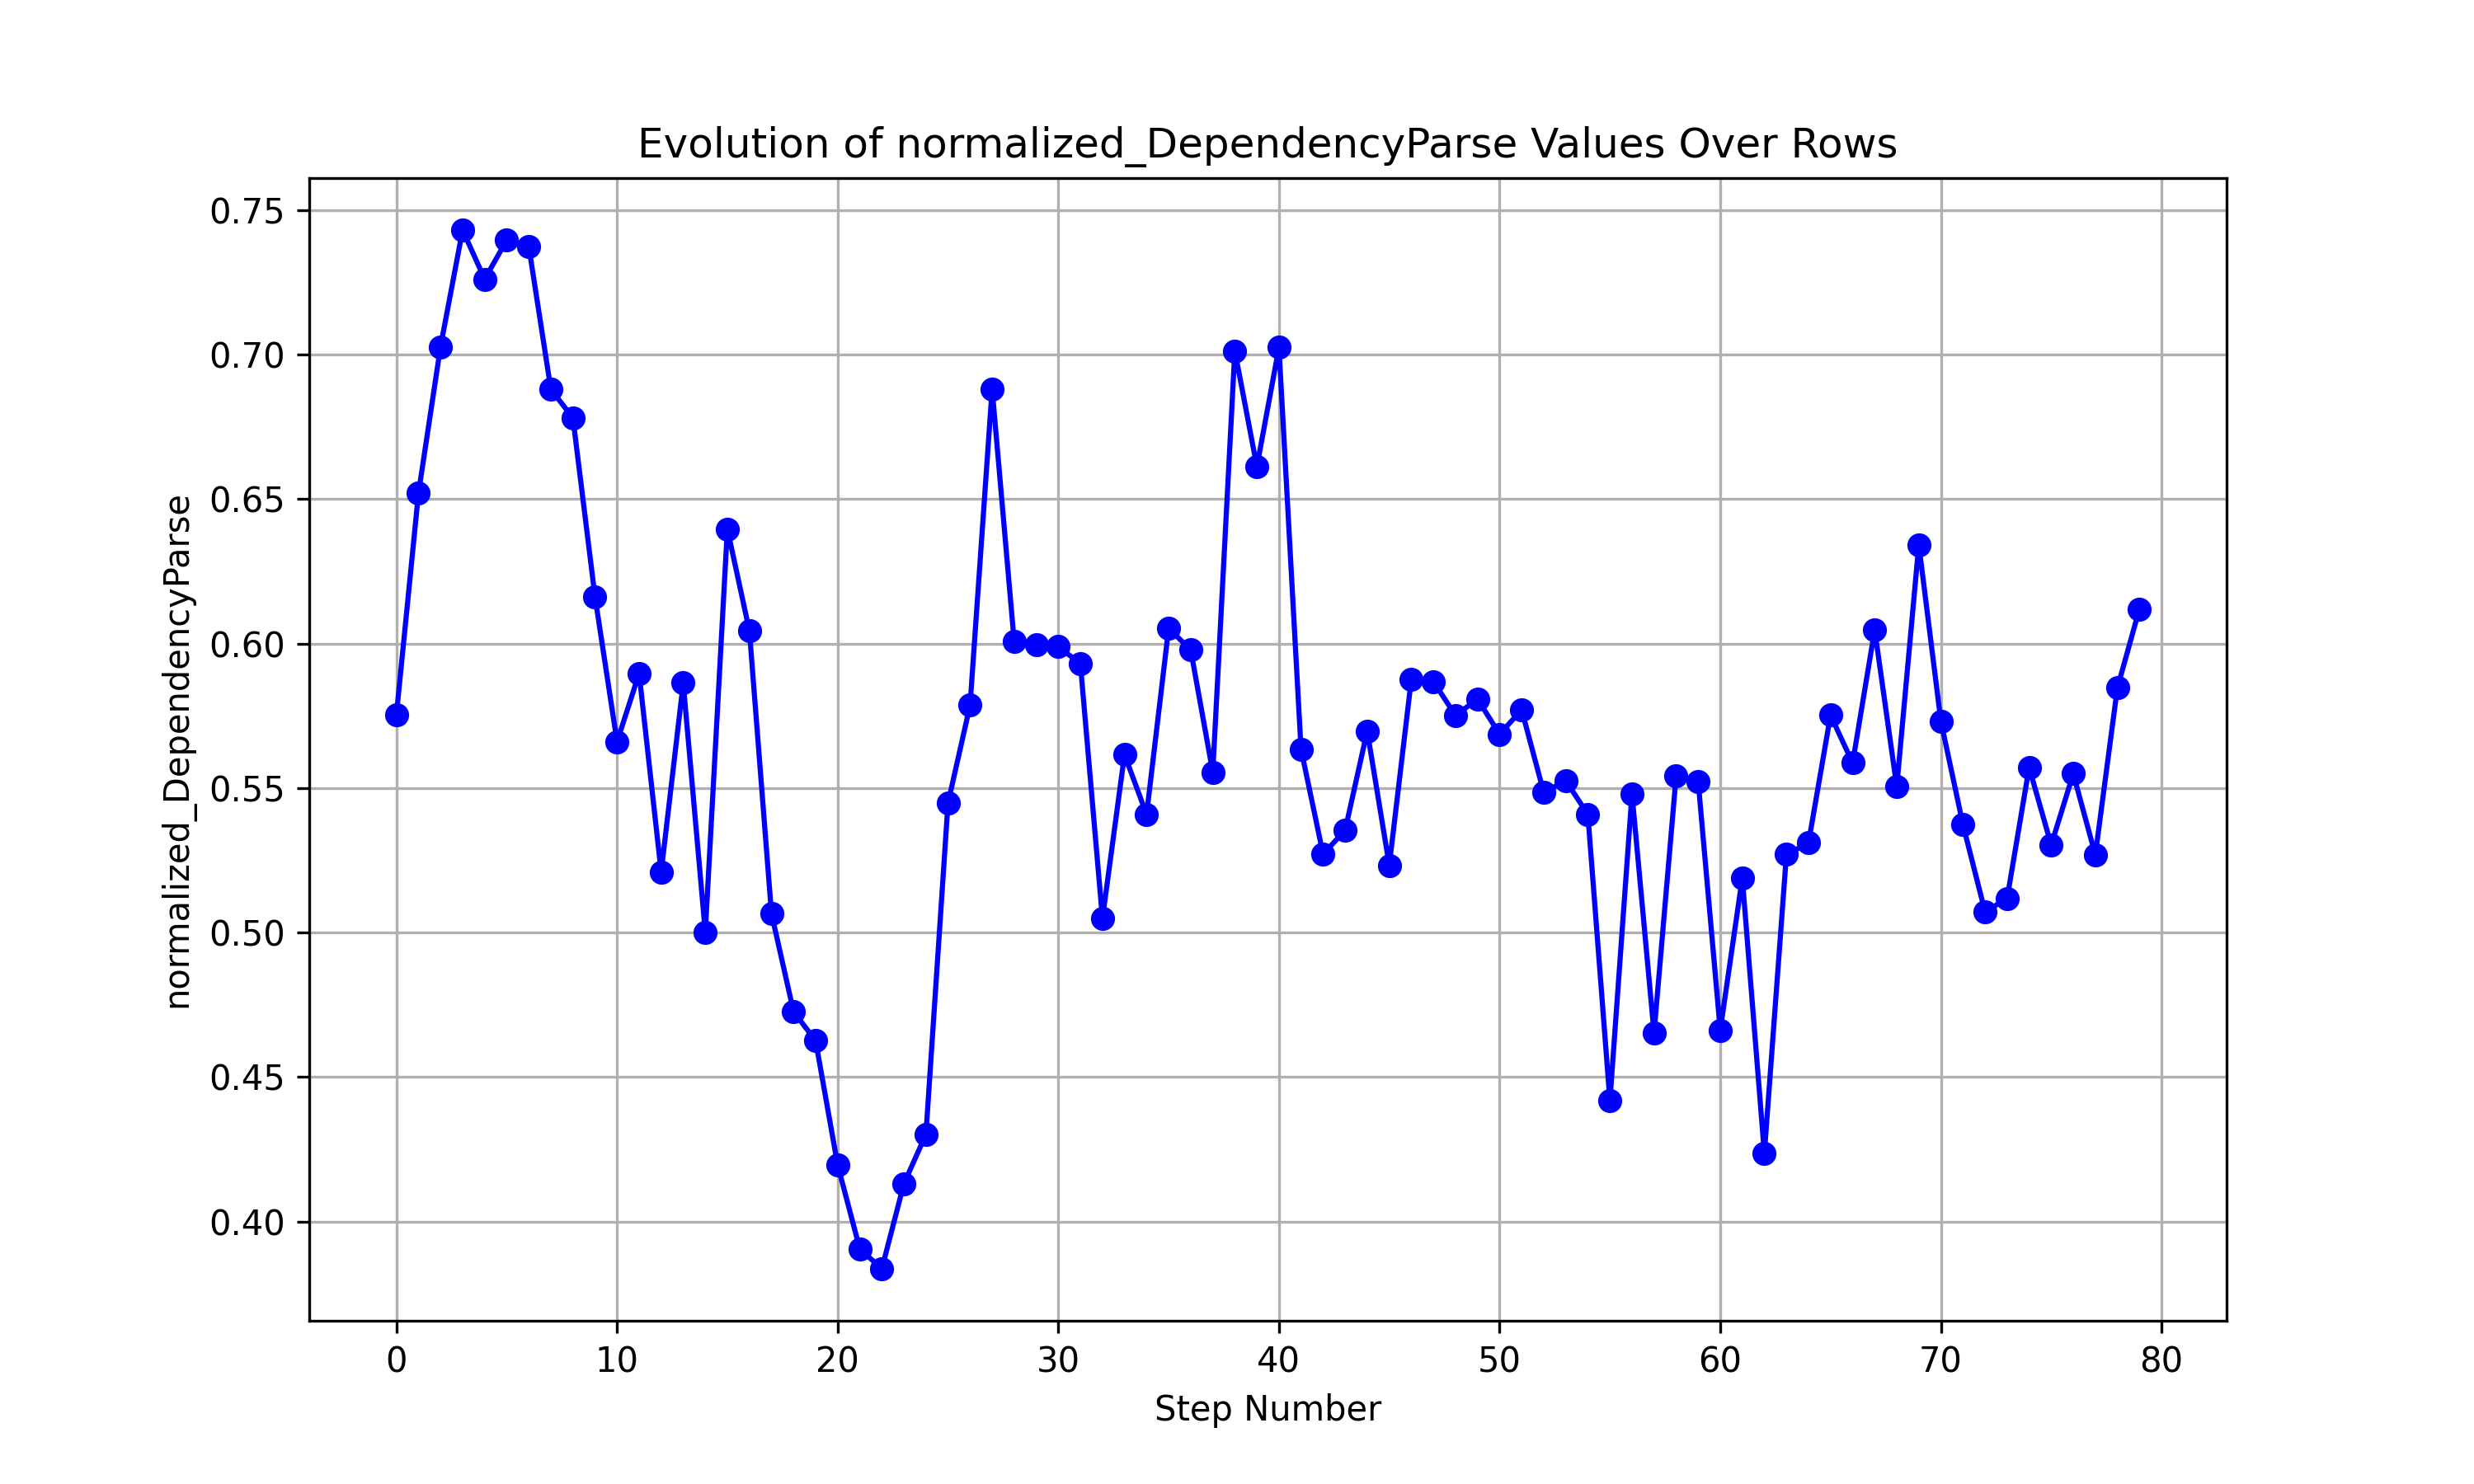 Evolution of normalized_DependencyParse Values Over Rows
normalized_DependencyParse
0.75
0.70
0.65
0.60
0.55
0.50
0.45
0.40
0 10 20 30 40 50 60 70 80
Step Number